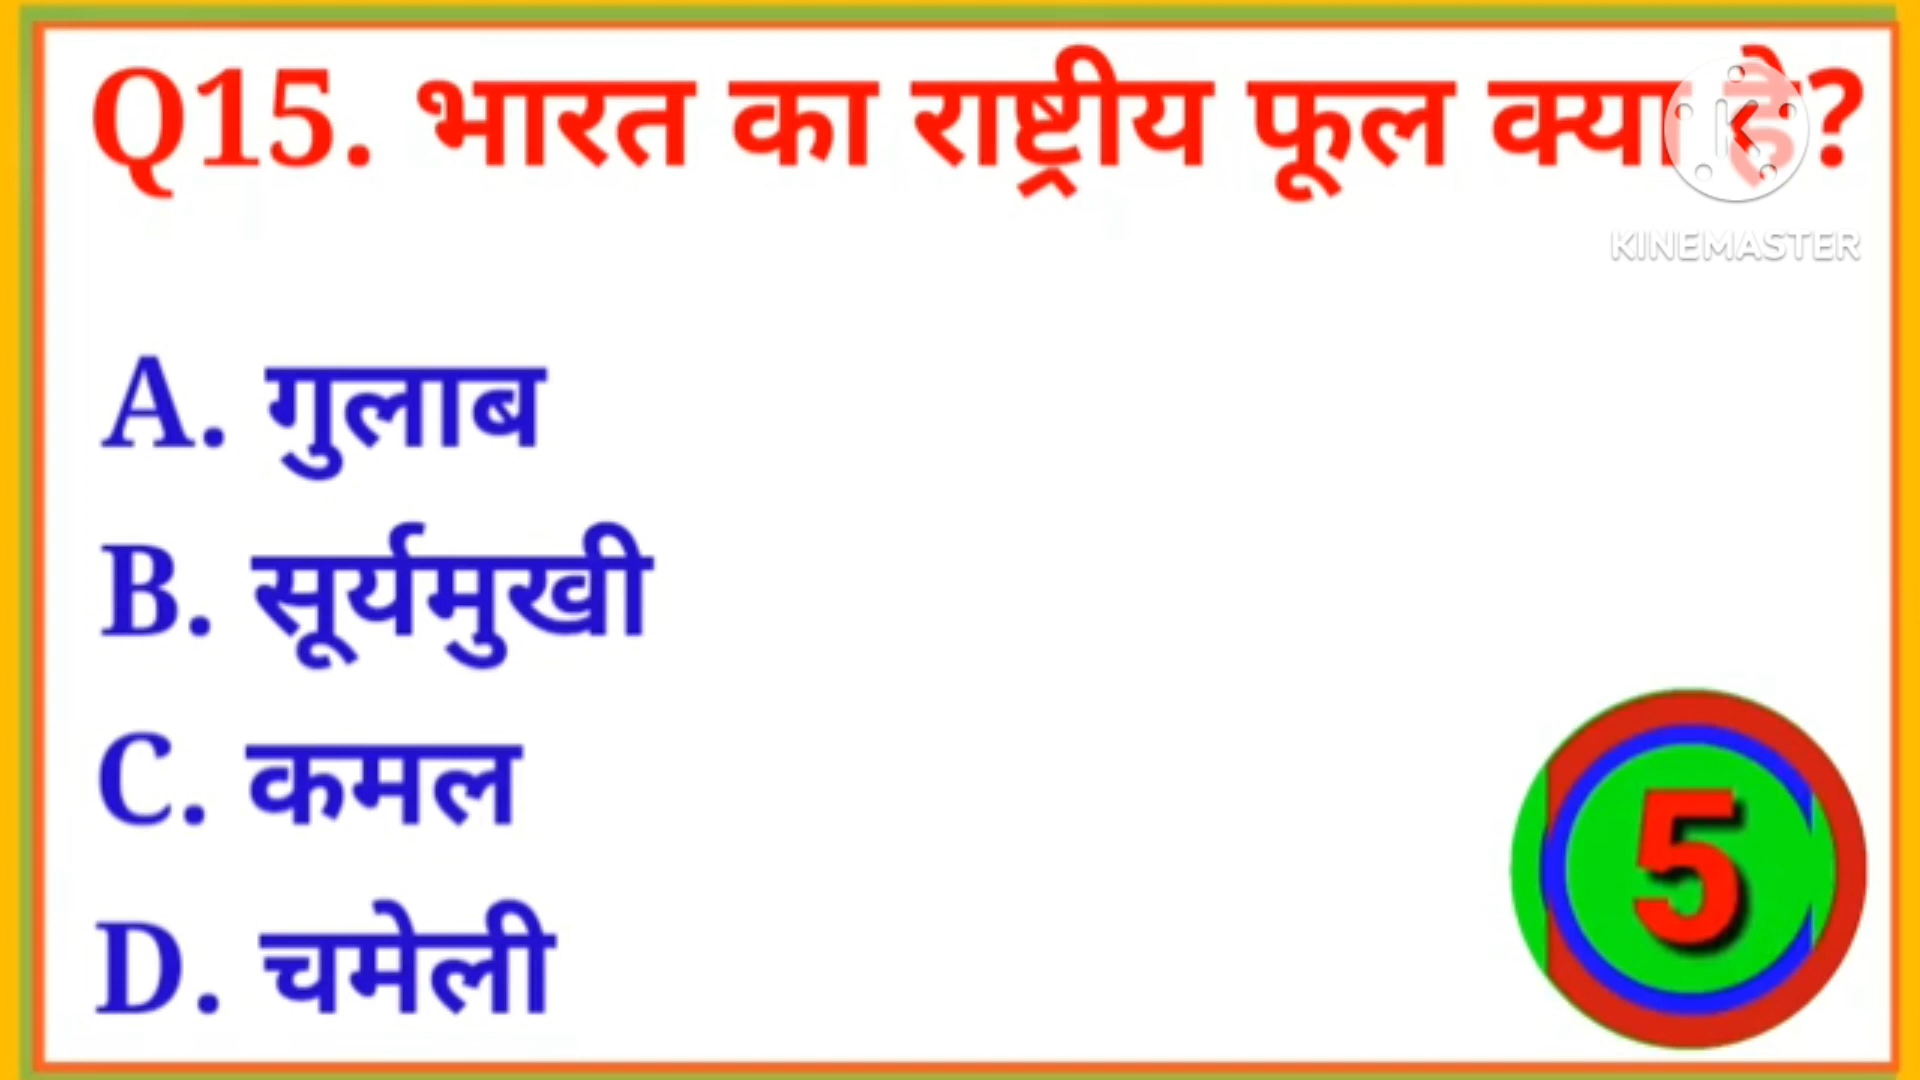 Q15. भारत का राष्ट्रीय फूल क्या है?
K
KINEMASTER
A. गुलाब
B. सूर्यमुखी
C. कमल
D. चमेली
5